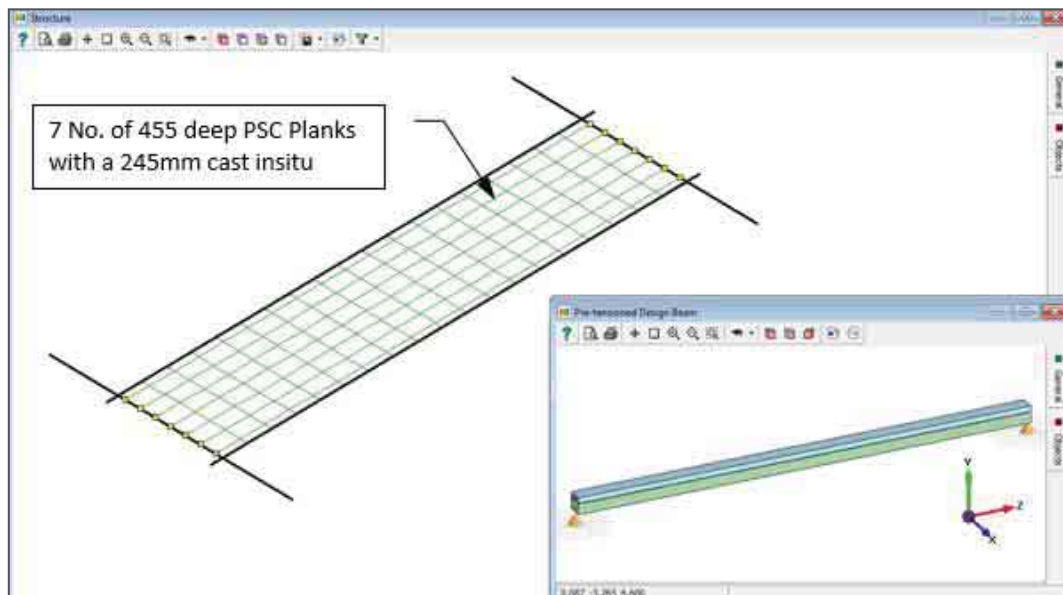 Structure
7 No. of 455 deep PSC Planks
with a 245mm cast insitu
General
Objects
Pre-tensioned Design Beam
General
Objects
Y
Z
X